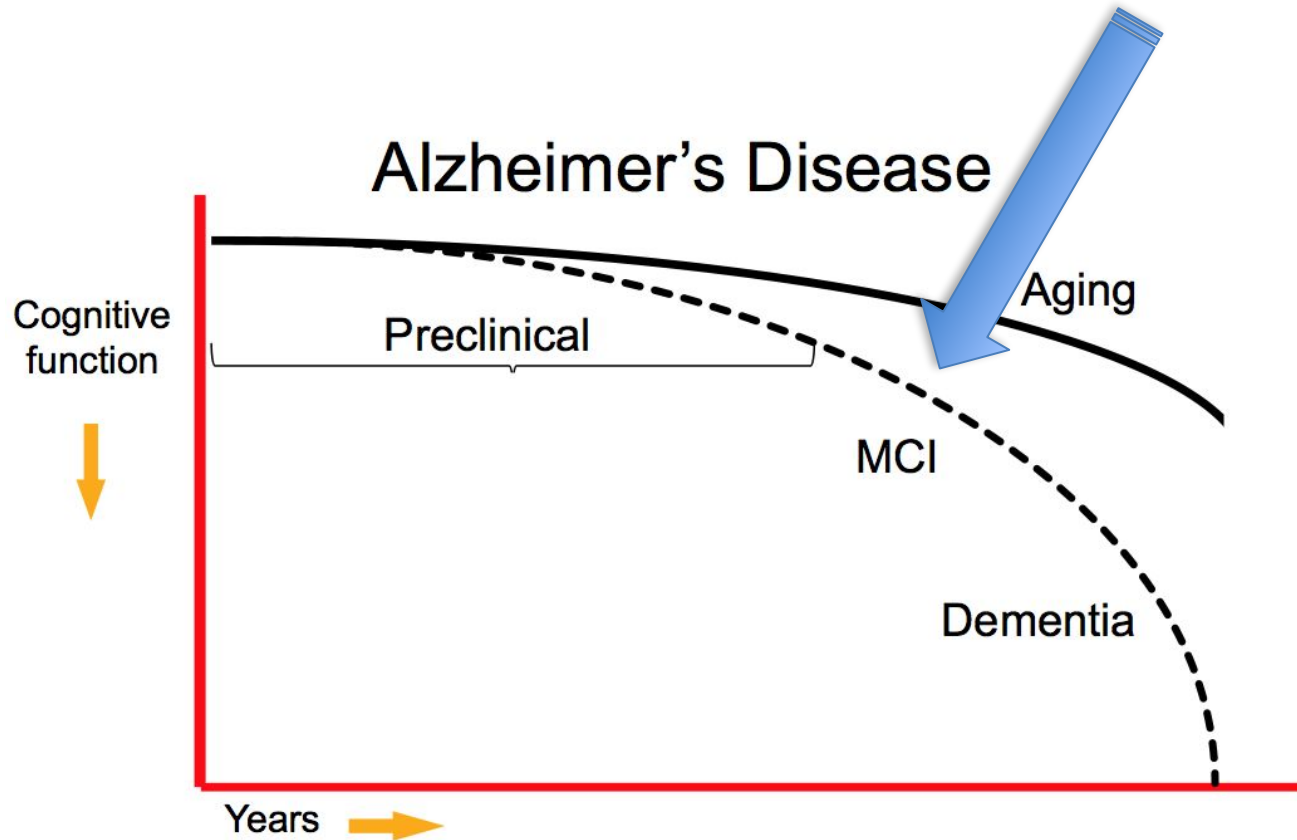 Alzheimer’s Disease
Aging
Cognitive
function
Preclinical
MCI
Dementia
Years